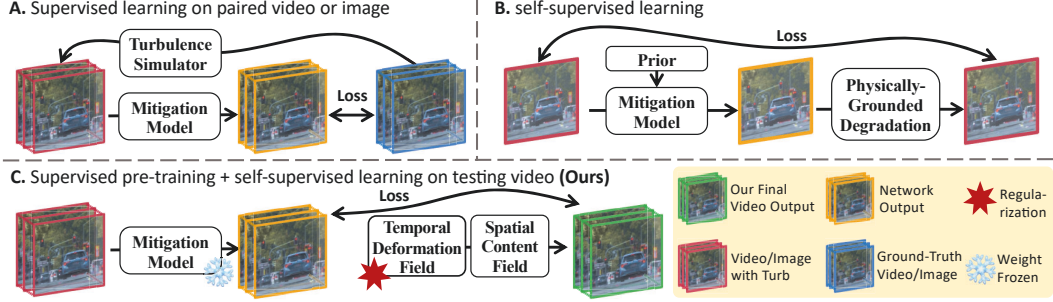 A. Supervised learning on paired video or image
Turbulence
Simulator
Mitigation
Model
Loss
B. self-supervised learning
Loss
Prior
Mitigation
Model
Physically-
Grounded
Degradation
C. Supervised pre-training + self-supervised learning on testing video (Ours)
Loss
Mitigation
Model
Temporal
Deformation
Field
Spatial
Content
Field
Our Final
Video Output
Network
Output
Regula-
rization
Video/Image
with Turb
Ground-Truth
Video/Image
Weight
Frozen